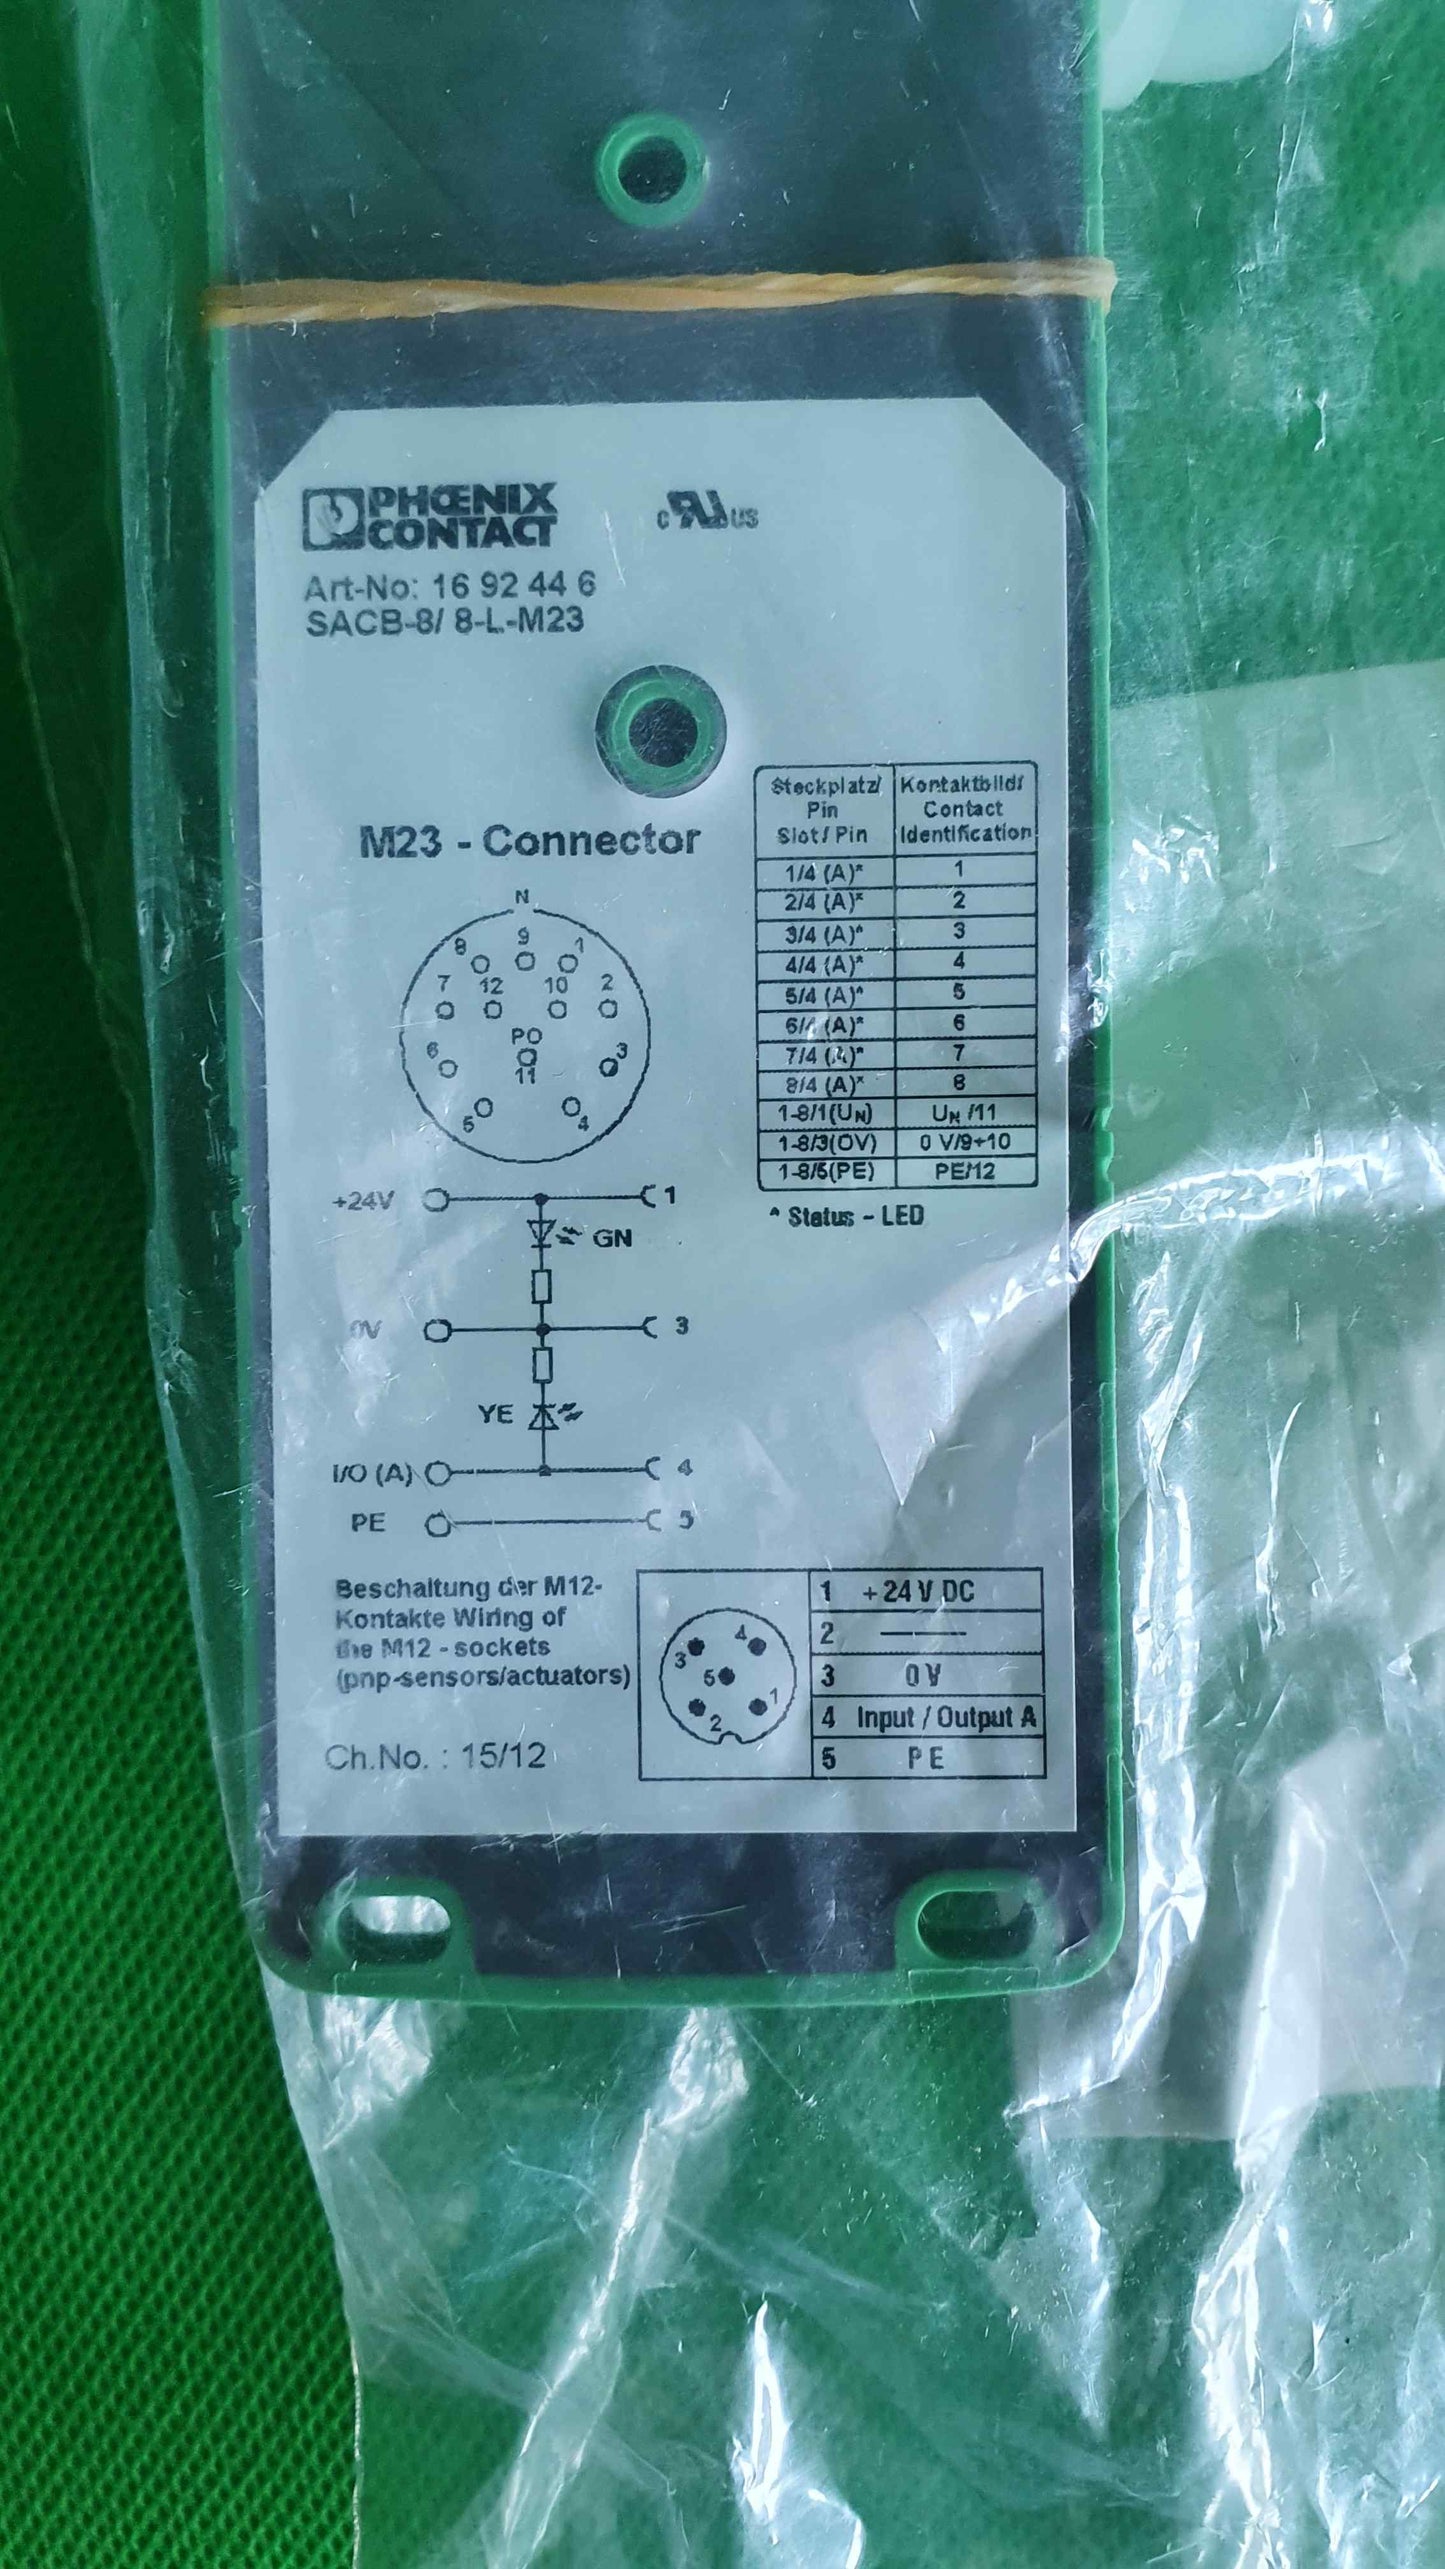 PHŒNIX
CONTACT
c RU US
Art-No: 16 92 44 6
SACB-8/ 8-L-M23
M23 - Connector
N
8 9 1
7 12 10 2
PO
6 11 3
5 4
Steckplatz/ Pin Slot/ Pin | Kontaktbild/ Contact Identification
1/4 (A)* 1
2/4 (A)* 2
3/4 (A)* 3
4/4 (A)* 4
5/4 (A)* 5
6/4 (A)* 6
7/4 (A)* 7
8/4 (A)* 8
1-8/1(UN) UN /11
1-8/3(0V) 0 V/9+10
1-8/5(PE) PE/12
* Status - LED
+24V 1
GN
0V 3
YE
I/O (A) 4
PE 5
Beschaltung der M12-
Kontakte Wiring of
the M12 - sockets
(pnp-sensors/actuators)
Ch.No. : 15/12
3 4
5
2 1
1 +24 V DC
2 —
3 0 V
4 Input / Output A
5 PE